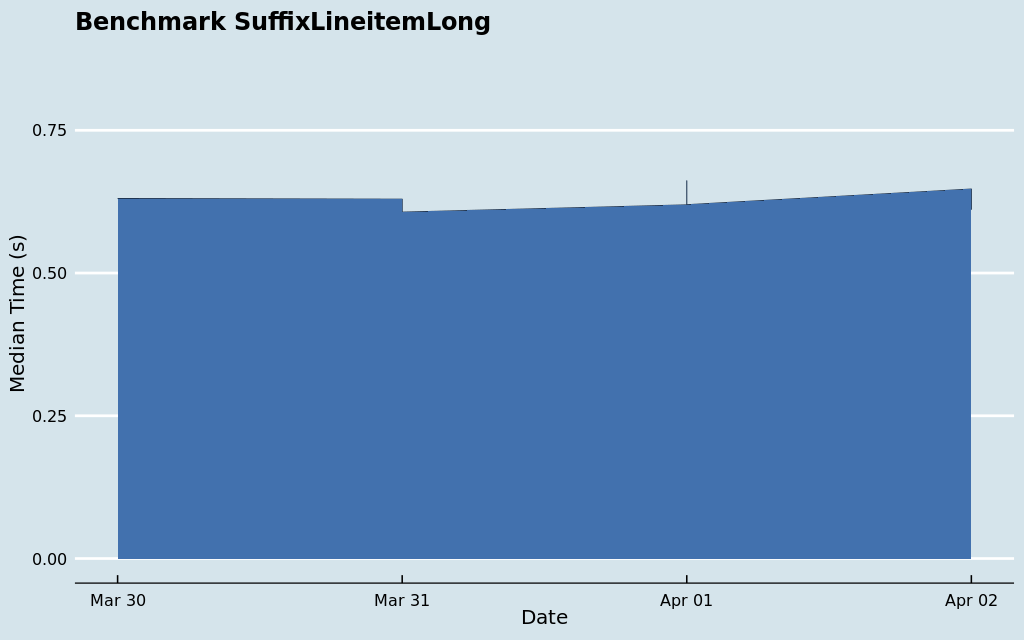 Benchmark SuffixLineitemLong
Median Time (s)
0.75
0.50
0.25
0.00
Mar 30 Mar 31 Apr 01 Apr 02
Date